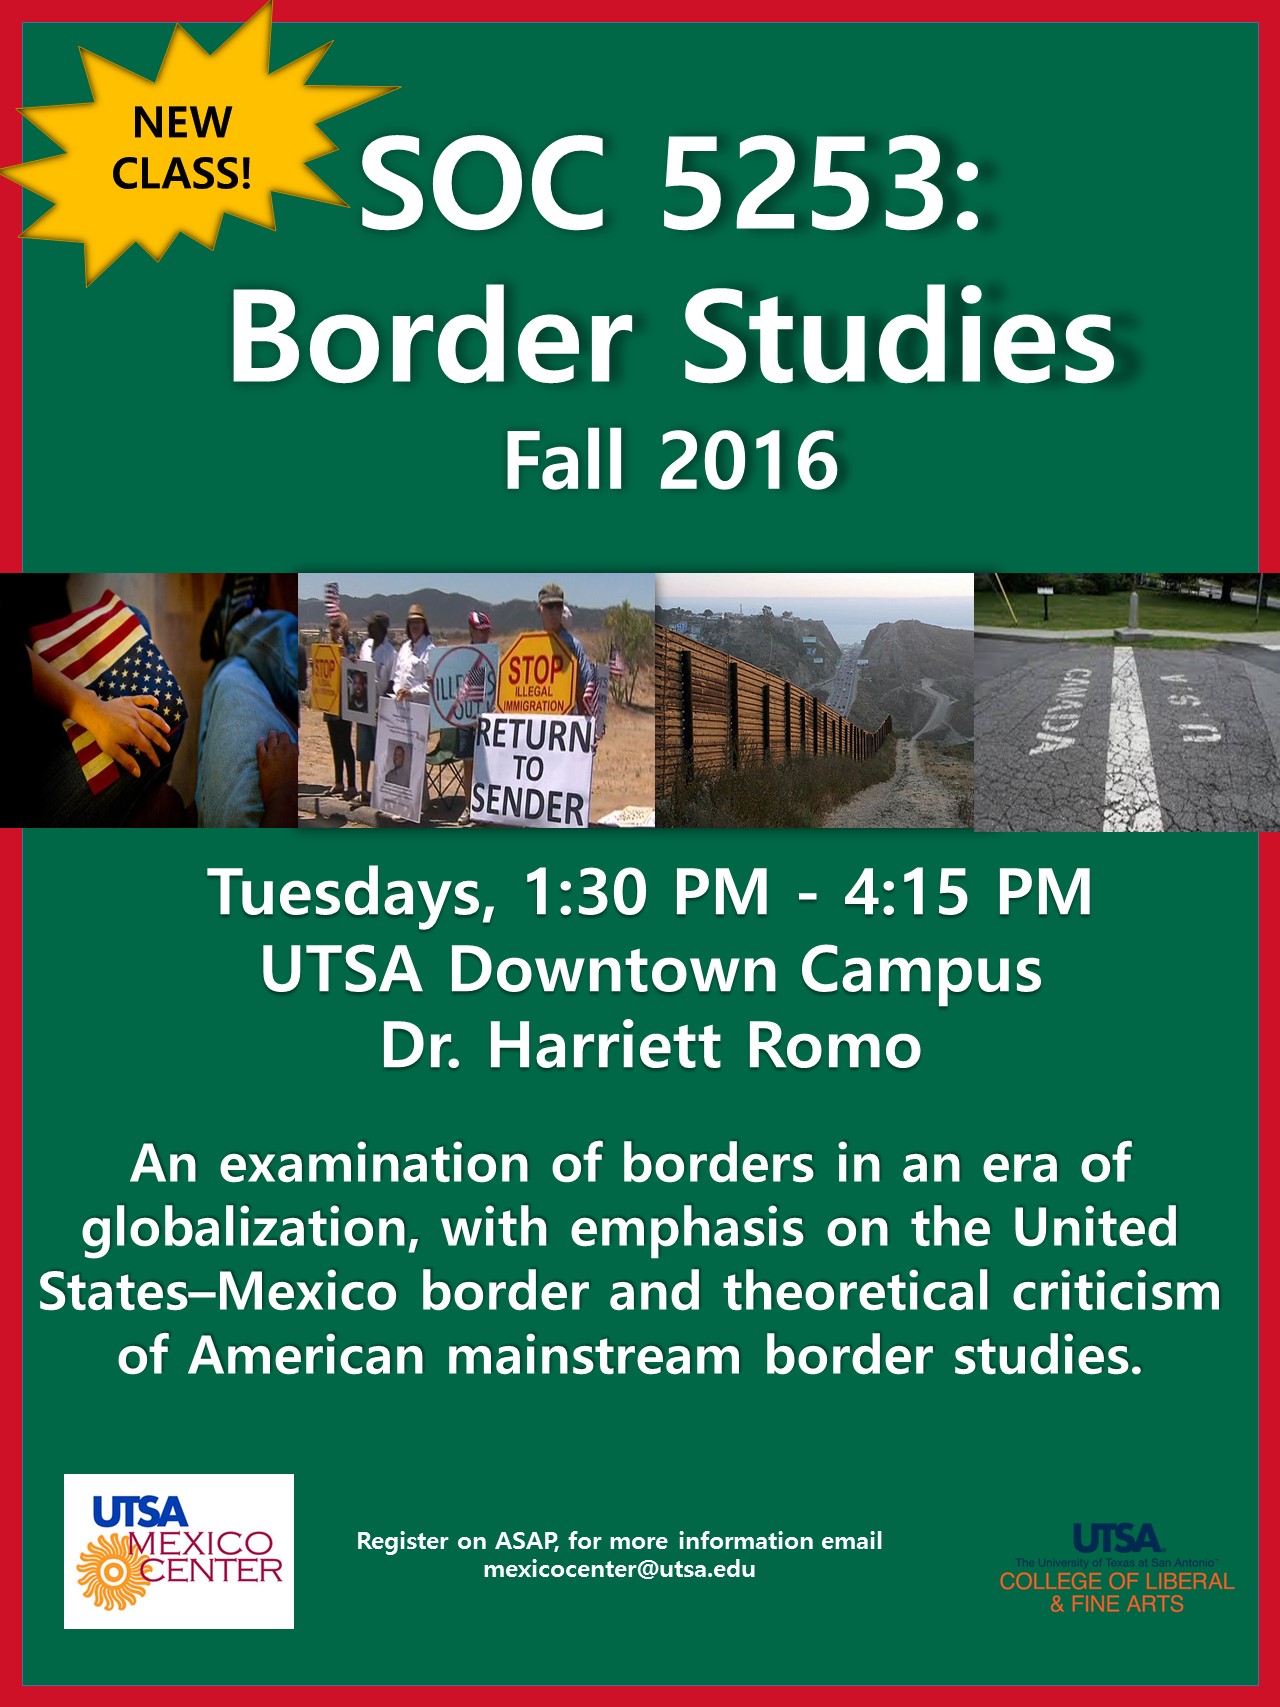 NEW
CLASS!
SOC 5253:
Border Studies
Fall 2016
STOP
ILLEGAL
OUT
STOP
ILLEGAL
IMMIGRATION
RETURN
TO
SENDER
CANADA
U S A
Tuesdays, 1:30 PM - 4:15 PM
UTSA Downtown Campus
Dr. Harriett Romo
An examination of borders in an era of
globalization, with emphasis on the United
States–Mexico border and theoretical criticism
of American mainstream border studies.
UTSA
MEXICO
CENTER
Register on ASAP, for more information email
mexicocenter@utsa.edu
UTSA
The University of Texas at San Antonio™
COLLEGE OF LIBERAL
& FINE ARTS